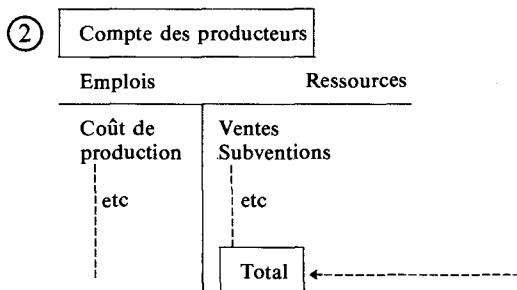 2 Compte des producteurs
Emplois Ressources
Coût de Ventes
production Subventions
etc etc
Total